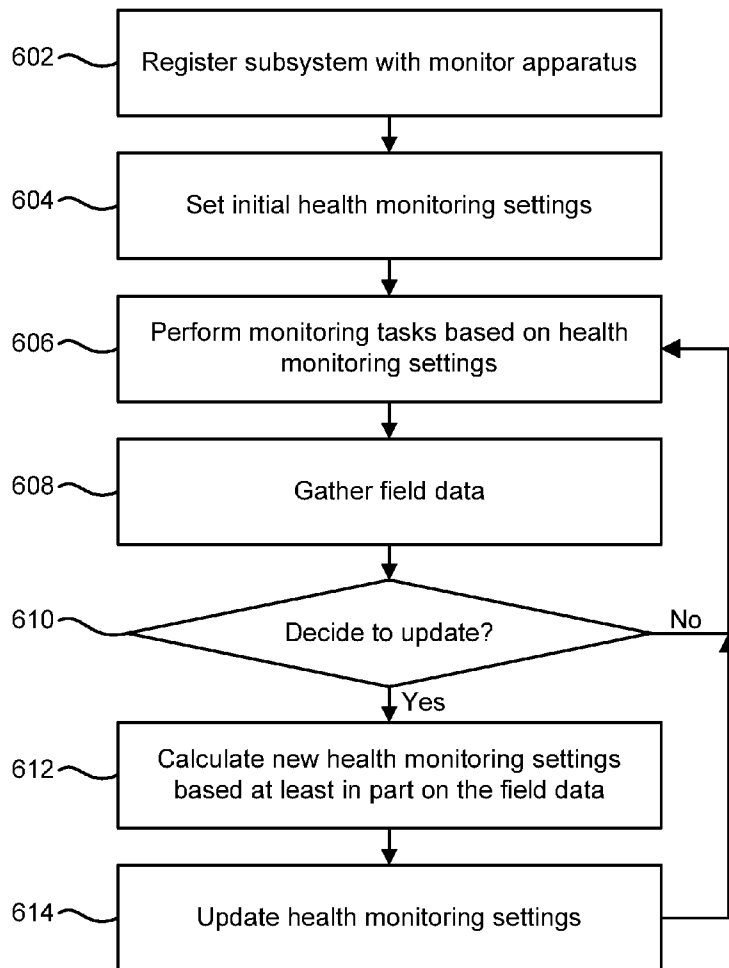 602
Register subsystem with monitor apparatus
604
Set initial health monitoring settings
606
Perform monitoring tasks based on health
monitoring settings
608
Gather field data
610
Decide to update?
No
Yes
612
Calculate new health monitoring settings
based at least in part on the field data
614
Update health monitoring settings